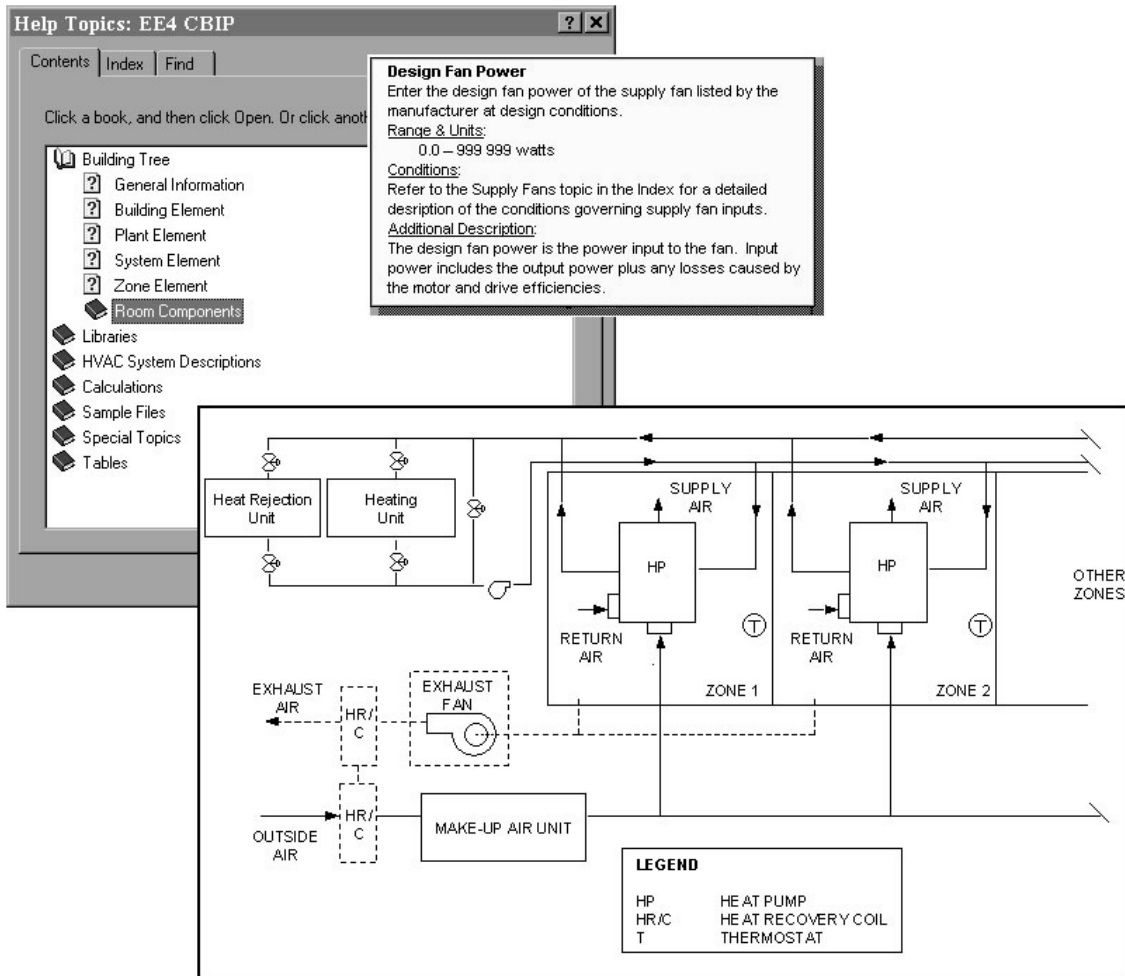 Help Topics: EE4 CBIP
Contents Index Find
Click a book, and then click Open. Or click anoth
Building Tree
General Information
Building Element
Plant Element
System Element
Zone Element
Room Components
Libraries
HVAC System Descriptions
Calculations
Sample Files
Special Topics
Tables
Design Fan Power
Enter the design fan power of the supply fan listed by the
manufacturer at design conditions.
Range & Units:
0.0 – 999 999 watts
Conditions:
Refer to the Supply Fans topic in the Index for a detailed
desription of the conditions governing supply fan inputs.
Additional Description:
The design fan power is the power input to the fan. Input
power includes the output power plus any losses caused by
the motor and drive efficiencies.
Heat Rejection
Unit
Heating
Unit
SUPPLY
AIR
HP
RETURN
AIR
T
ZONE 1
SUPPLY
AIR
HP
RETURN
AIR
T
ZONE 2
OTHER
ZONES
EXHAUST
AIR
HR/
C
EXHAUST
FAN
OUTSIDE
AIR
HR/
C
MAKE-UP AIR UNIT
LEGEND
HP HEAT PUMP
HR/C HEAT RECOVERY COIL
T THERMOSTAT